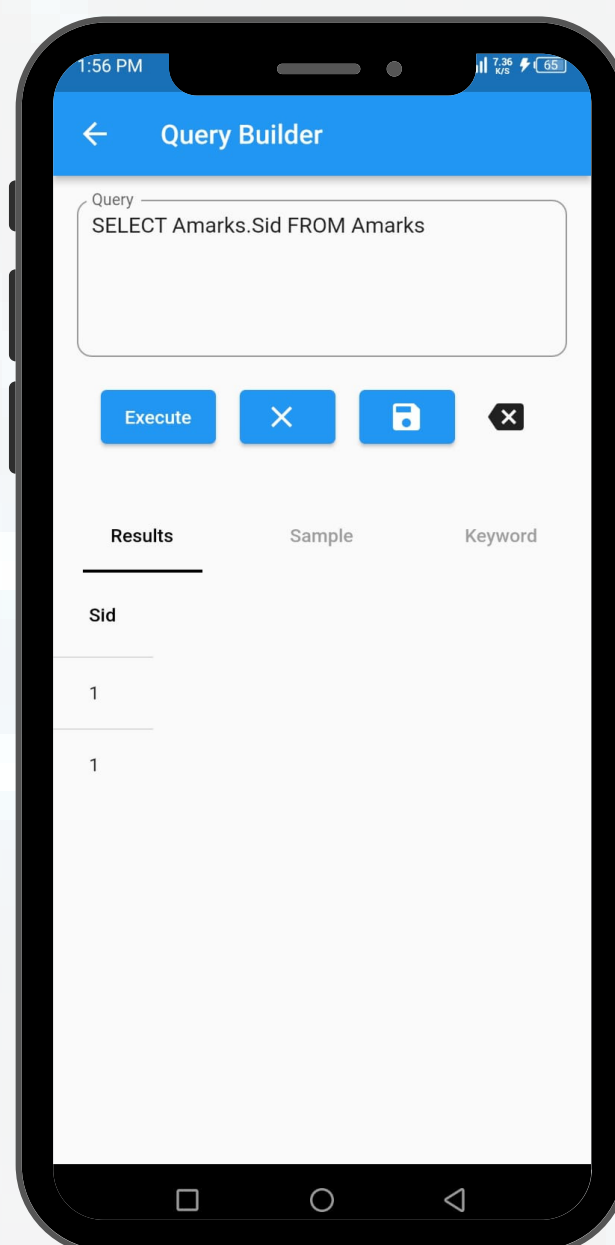 1:56 PM 7.36 K/S 65
Query Builder
Query
SELECT Amarks.Sid FROM Amarks
Execute
Results Sample Keyword
Sid
1
1